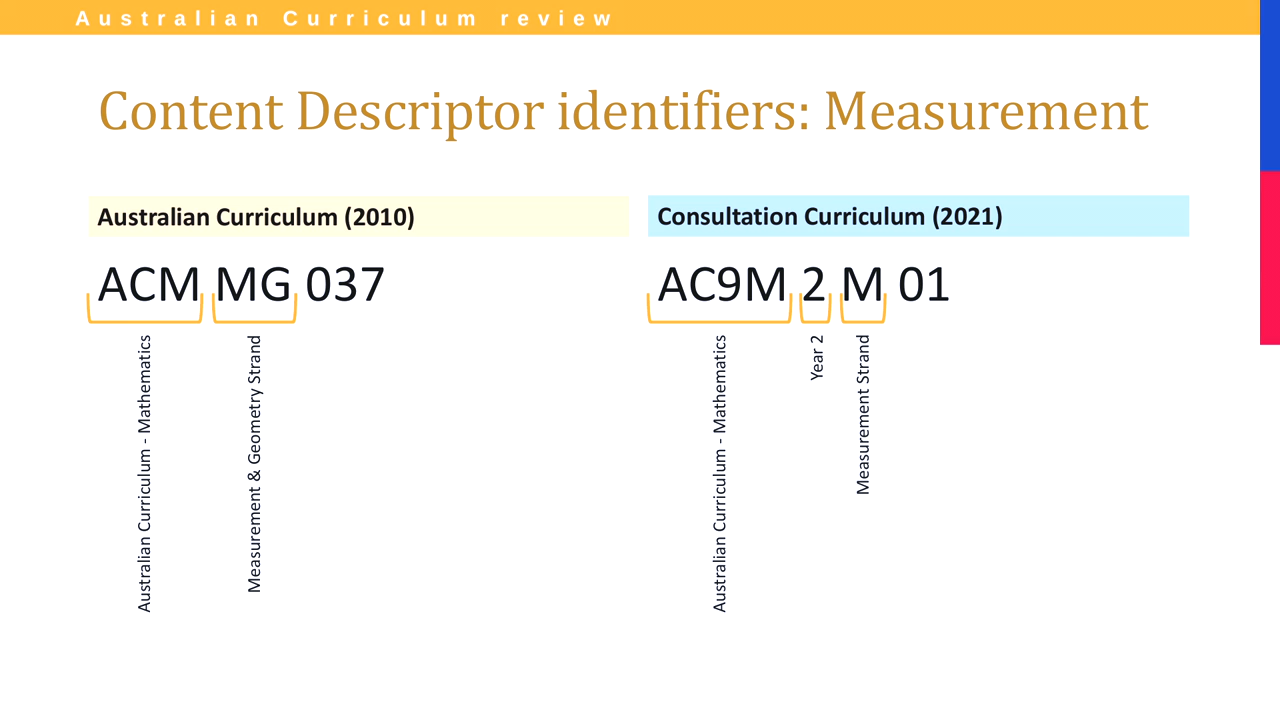 Australian Curriculum review
Content Descriptor identifiers: Measurement
Australian Curriculum (2010)
ACM MG 037
Australian Curriculum - Mathematics
Measurement & Geometry Strand
Consultation Curriculum (2021)
AC9M 2 M 01
Australian Curriculum - Mathematics
Year 2
Measurement Strand